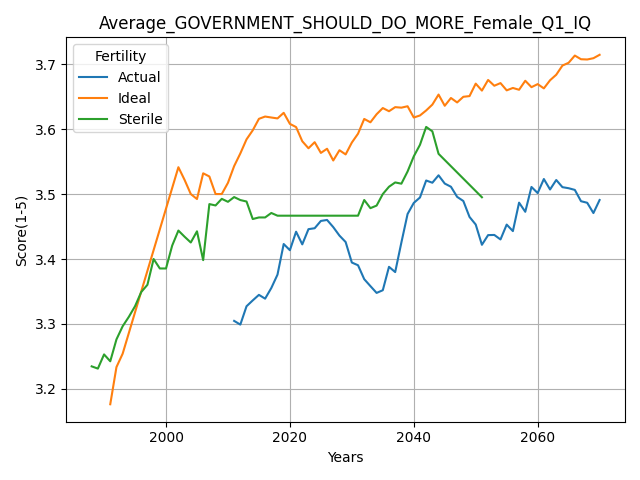 Average_GOVERNMENT_SHOULD_DO_MORE_Female_Q1_IQ
Fertility
Actual
Ideal
Sterile
Score(1-5)
3.7
3.6
3.5
3.4
3.3
3.2
2000 2020 2040 2060
Years